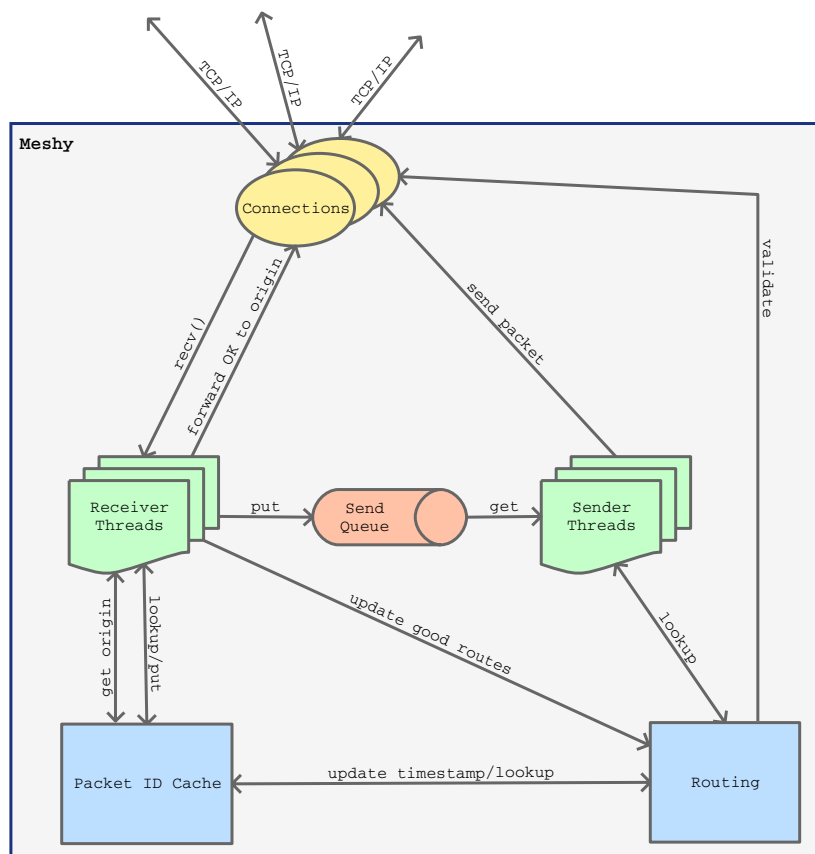 TCP/IP
TCP/IP
TCP/IP
Meshy
Connections
validate
send packet
recv()
forward OK to origin
Receiver
Threads
put
Send
Queue
get
Sender
Threads
get origin
lookup/put
update good routes
lookup
Packet ID Cache
update timestamp/lookup
Routing